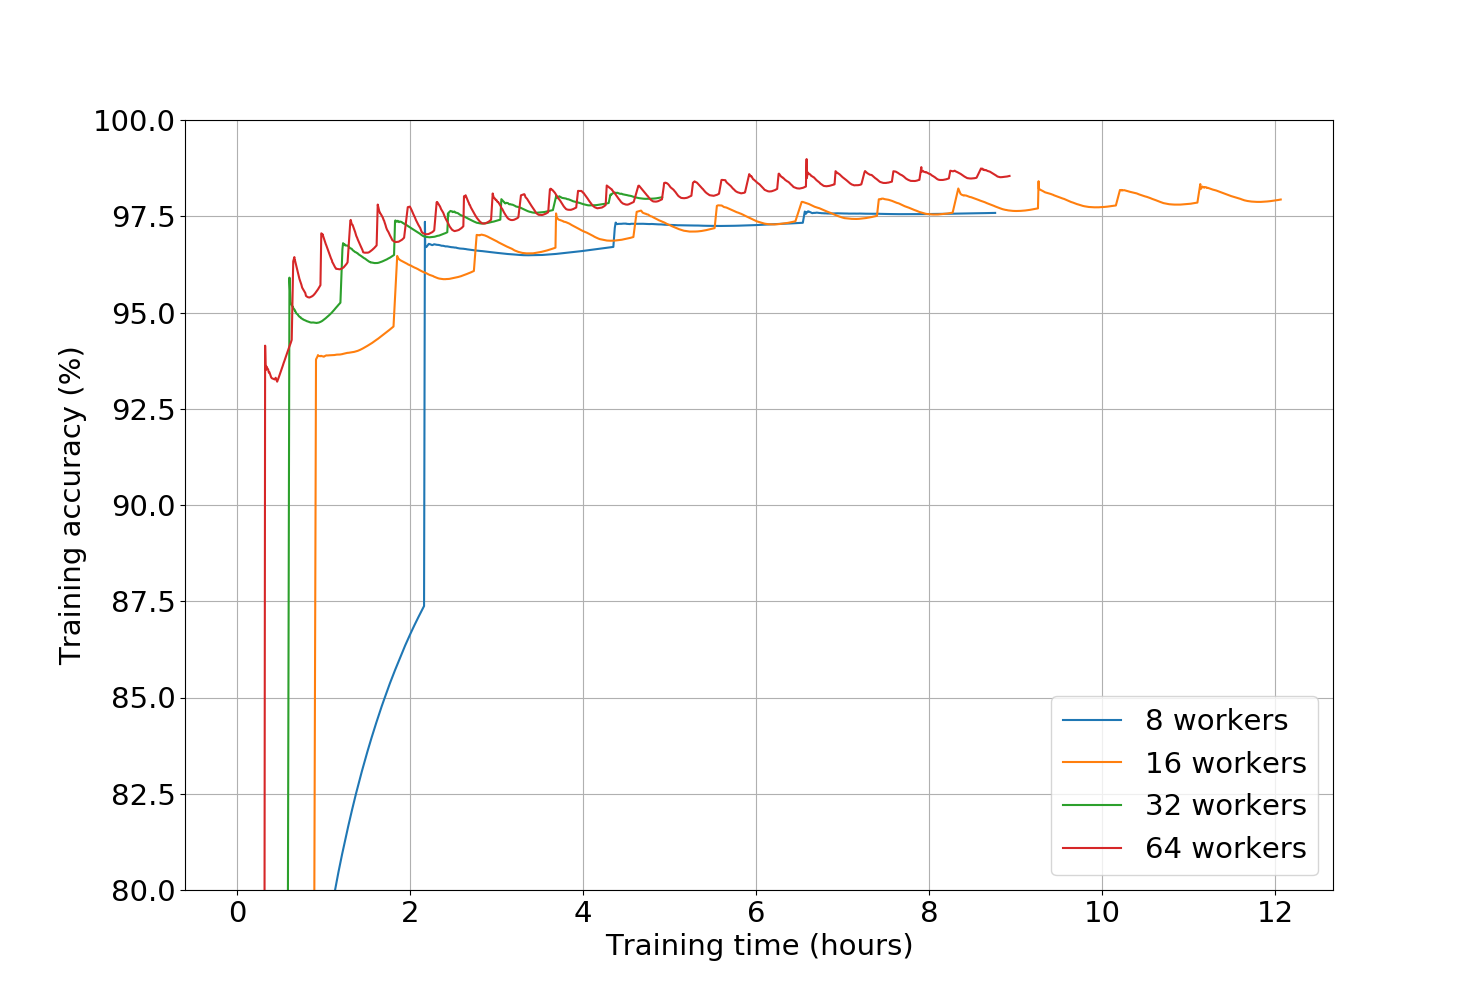 100.0
97.5
95.0
92.5
90.0
87.5
85.0
82.5
80.0
Training accuracy (%)
0 2 4 6 8 10 12
Training time (hours)
8 workers
16 workers
32 workers
64 workers